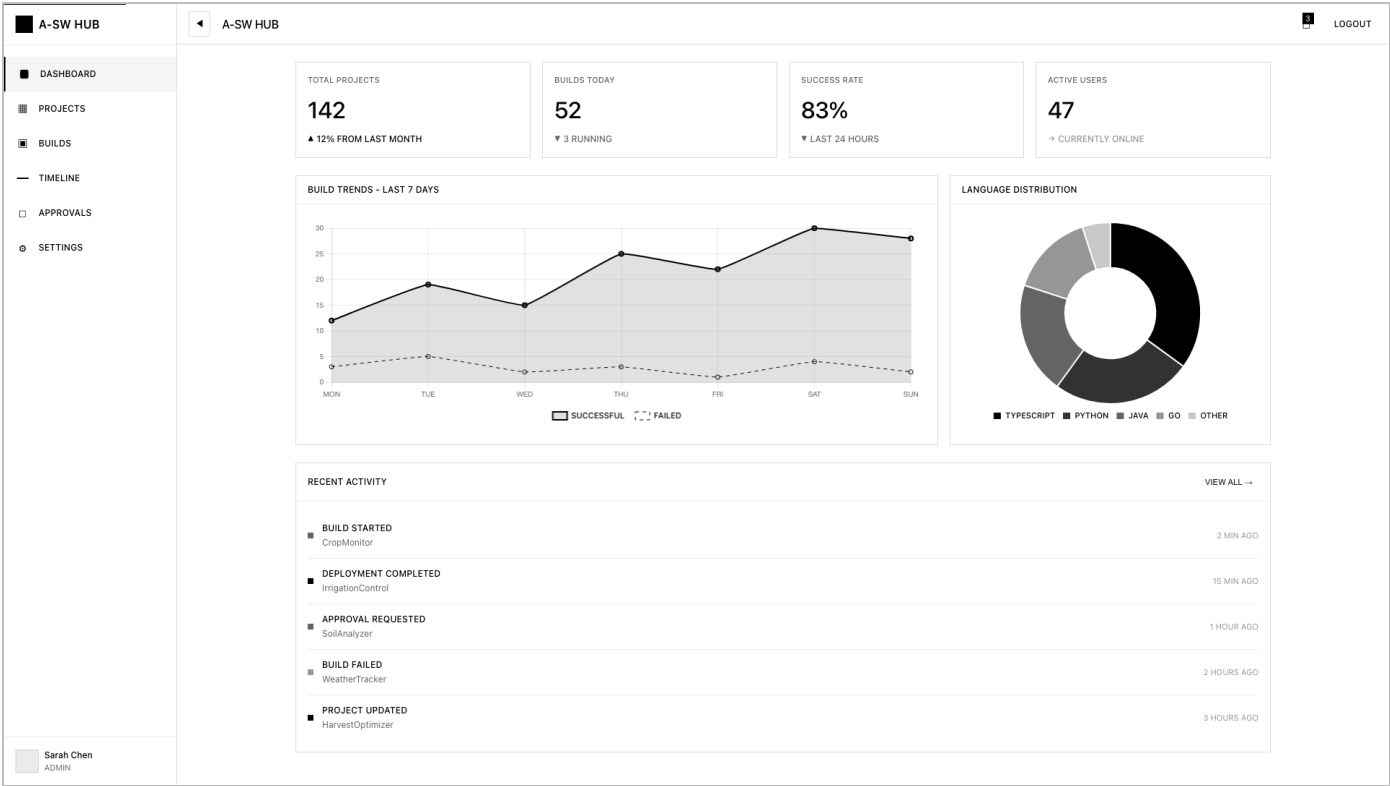 A-SW HUB
A-SW HUB
3
LOGOUT
DASHBOARD
PROJECTS
BUILDS
TIMELINE
APPROVALS
SETTINGS
Sarah Chen
ADMIN
TOTAL PROJECTS
142
▲ 12% FROM LAST MONTH
BUILDS TODAY
52
▼ 3 RUNNING
SUCCESS RATE
83%
▼ LAST 24 HOURS
ACTIVE USERS
47
→ CURRENTLY ONLINE
BUILD TRENDS - LAST 7 DAYS
30
25
20
15
10
5
0
MON TUE WED THU FRI SAT SUN
SUCCESSFUL FAILED
LANGUAGE DISTRIBUTION
TYPESCRIPT PYTHON JAVA GO OTHER
RECENT ACTIVITY
VIEW ALL →
BUILD STARTED
CropMonitor
2 MIN AGO
DEPLOYMENT COMPLETED
IrrigationControl
15 MIN AGO
APPROVAL REQUESTED
SoilAnalyzer
1 HOUR AGO
BUILD FAILED
WeatherTracker
2 HOURS AGO
PROJECT UPDATED
HarvestOptimizer
3 HOURS AGO